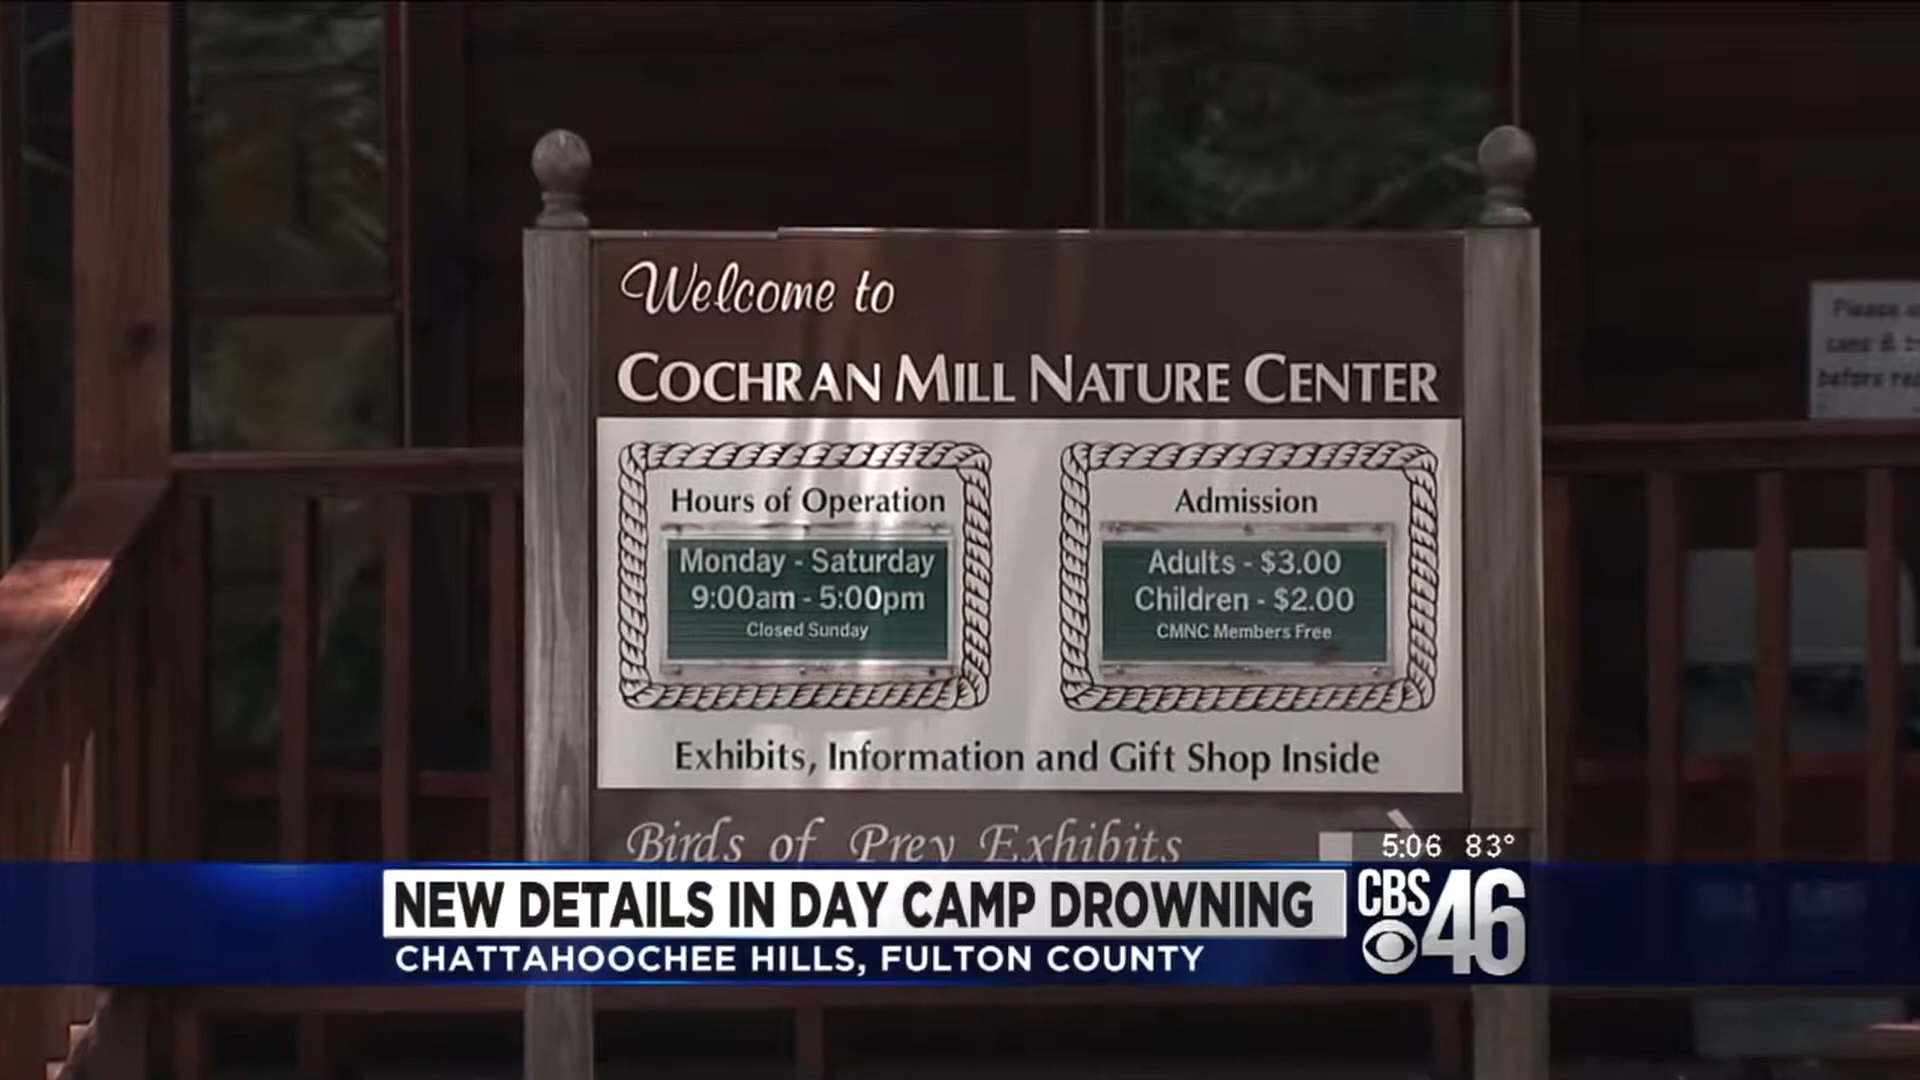 Welcome to
COCHRAN MILL NATURE CENTER
Hours of Operation
Monday - Saturday
9:00am - 5:00pm
Closed Sunday
Admission
Adults - $3.00
Children - $2.00
CMNC Members Free
Exhibits, Information and Gift Shop Inside
Birds of Prey Exhibits
Please
before
5:06 83°
NEW DETAILS IN DAY CAMP DROWNING
CHATTAHOOCHEE HILLS, FULTON COUNTY
CBS 46